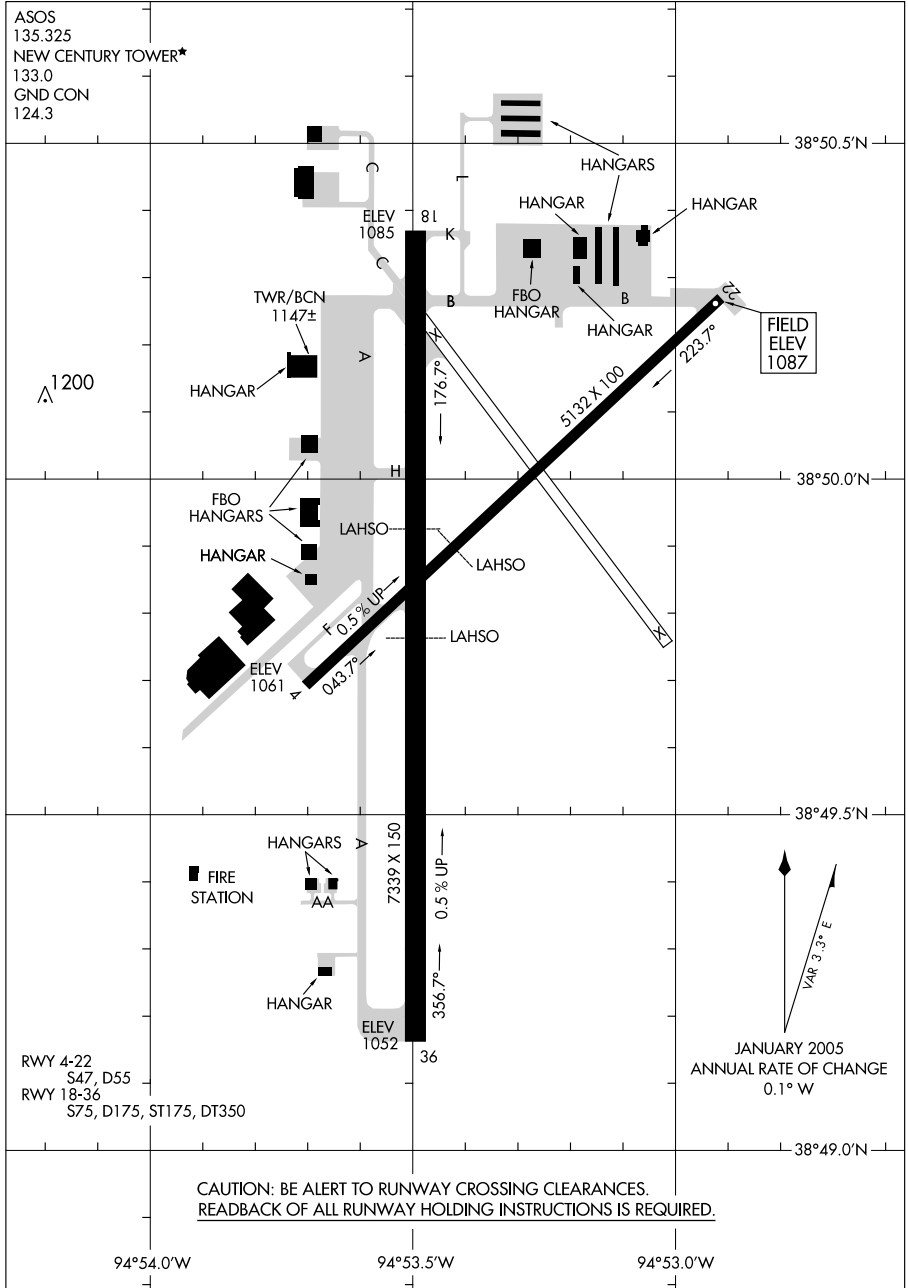 ASOS
135.325
NEW CENTURY TOWER★
133.0
GND CON
124.3
38°50.5'N
HANGARS
C
L
HANGAR
HANGAR
ELEV
1085
18
K
C
TWR/BCN
1147±
B
FBO
HANGAR
HANGAR
B
22
FIELD
ELEV
1087
A
X
176.7°
5132 X 100
223.7°
HANGAR
1200
H
38°50.0'N
FBO
HANGARS
LAHSO
LAHSO
HANGAR
F
0.5% UP
LAHSO
X
ELEV
1061
4
043.7°
38°49.5'N
HANGARS
A
7339 X 150
0.5% UP
FIRE
STATION
AA
VAR 3.3° E
HANGAR
356.7°
ELEV
1052
36
JANUARY 2005
ANNUAL RATE OF CHANGE
0.1° W
RWY 4-22
S47, D55
RWY 18-36
S75, D175, ST175, DT350
38°49.0'N
CAUTION: BE ALERT TO RUNWAY CROSSING CLEARANCES.
READBACK OF ALL RUNWAY HOLDING INSTRUCTIONS IS REQUIRED.
94°54.0'W
94°53.5'W
94°53.0'W